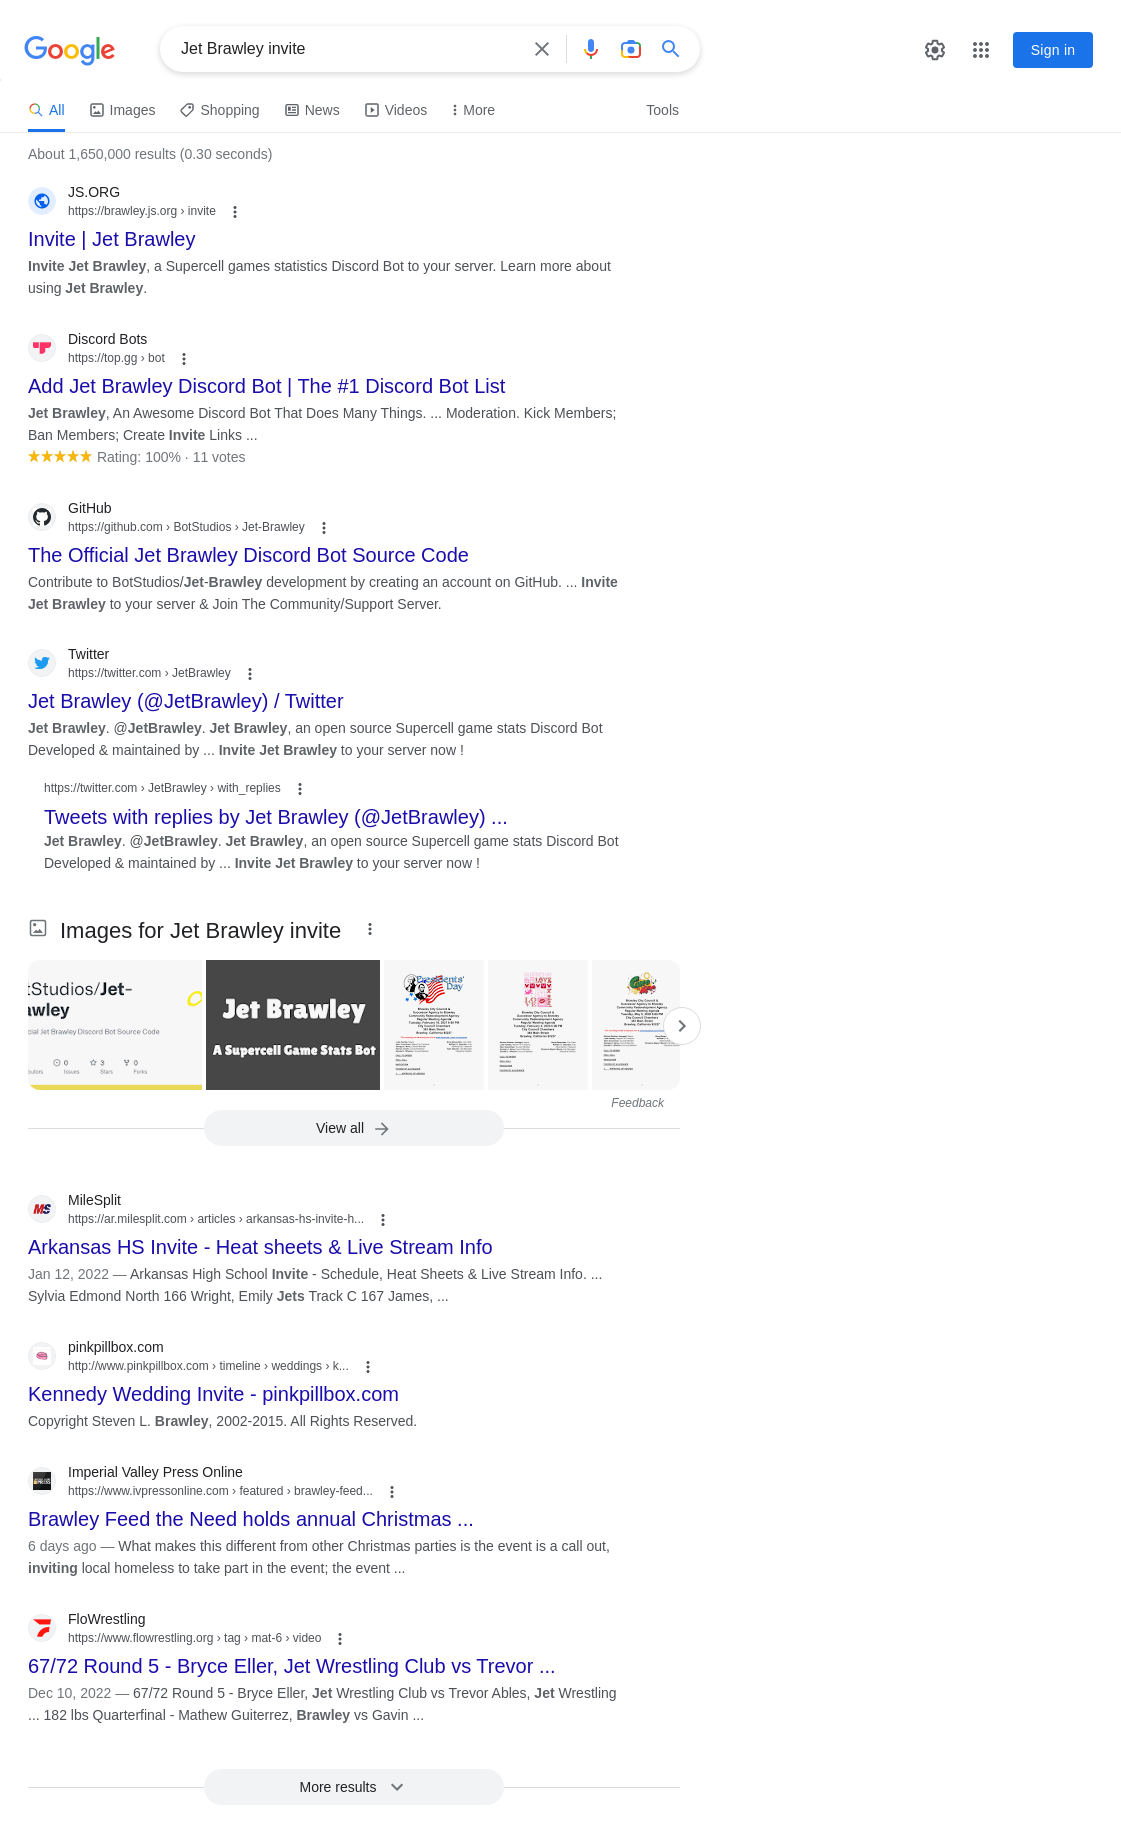 Google
Jet Brawley invite
Sign in
All
Images
Shopping
News
Videos
More
Tools
About 1,650,000 results (0.30 seconds)
JS.ORG
https://brawley.js.org › invite
Invite | Jet Brawley
Invite Jet Brawley, a Supercell games statistics Discord Bot to your server. Learn more about
using Jet Brawley.
Discord Bots
https://top.gg › bot
Add Jet Brawley Discord Bot | The #1 Discord Bot List
Jet Brawley, An Awesome Discord Bot That Does Many Things. ... Moderation. Kick Members;
Ban Members; Create Invite Links ...
Rating: 100% · 11 votes
GitHub
https://github.com › BotStudios › Jet-Brawley
The Official Jet Brawley Discord Bot Source Code
Contribute to BotStudios/Jet-Brawley development by creating an account on GitHub. ... Invite
Jet Brawley to your server & Join The Community/Support Server.
Twitter
https://twitter.com › JetBrawley
Jet Brawley (@JetBrawley) / Twitter
Jet Brawley. @JetBrawley. Jet Brawley, an open source Supercell game stats Discord Bot
Developed & maintained by ... Invite Jet Brawley to your server now !
https://twitter.com › JetBrawley › with_replies
Tweets with replies by Jet Brawley (@JetBrawley) ...
Jet Brawley. @JetBrawley. Jet Brawley, an open source Supercell game stats Discord Bot
Developed & maintained by ... Invite Jet Brawley to your server now !
Images for Jet Brawley invite
tStudios/Jet-
wley
cial Jet Brawley Discord Bot Source Code
0
3
0
Issues
Stars
Forks
Jet Brawley
A Supercell Game Stats Bot
Presidents'
Day
Feedback
View all
MS
MileSplit
https://ar.milesplit.com › articles › arkansas-hs-invite-h...
Arkansas HS Invite - Heat sheets & Live Stream Info
Jan 12, 2022 — Arkansas High School Invite - Schedule, Heat Sheets & Live Stream Info. ...
Sylvia Edmond North 166 Wright, Emily Jets Track C 167 James, ...
pinkpillbox.com
http://www.pinkpillbox.com › timeline › weddings › k...
Kennedy Wedding Invite - pinkpillbox.com
Copyright Steven L. Brawley, 2002-2015. All Rights Reserved.
Imperial Valley Press Online
https://www.ivpressonline.com › featured › brawley-feed...
Brawley Feed the Need holds annual Christmas ...
6 days ago — What makes this different from other Christmas parties is the event is a call out,
inviting local homeless to take part in the event; the event ...
FloWrestling
https://www.flowrestling.org › tag › mat-6 › video
67/72 Round 5 - Bryce Eller, Jet Wrestling Club vs Trevor ...
Dec 10, 2022 — 67/72 Round 5 - Bryce Eller, Jet Wrestling Club vs Trevor Ables, Jet Wrestling
... 182 lbs Quarterfinal - Mathew Guiterrez, Brawley vs Gavin ...
More results